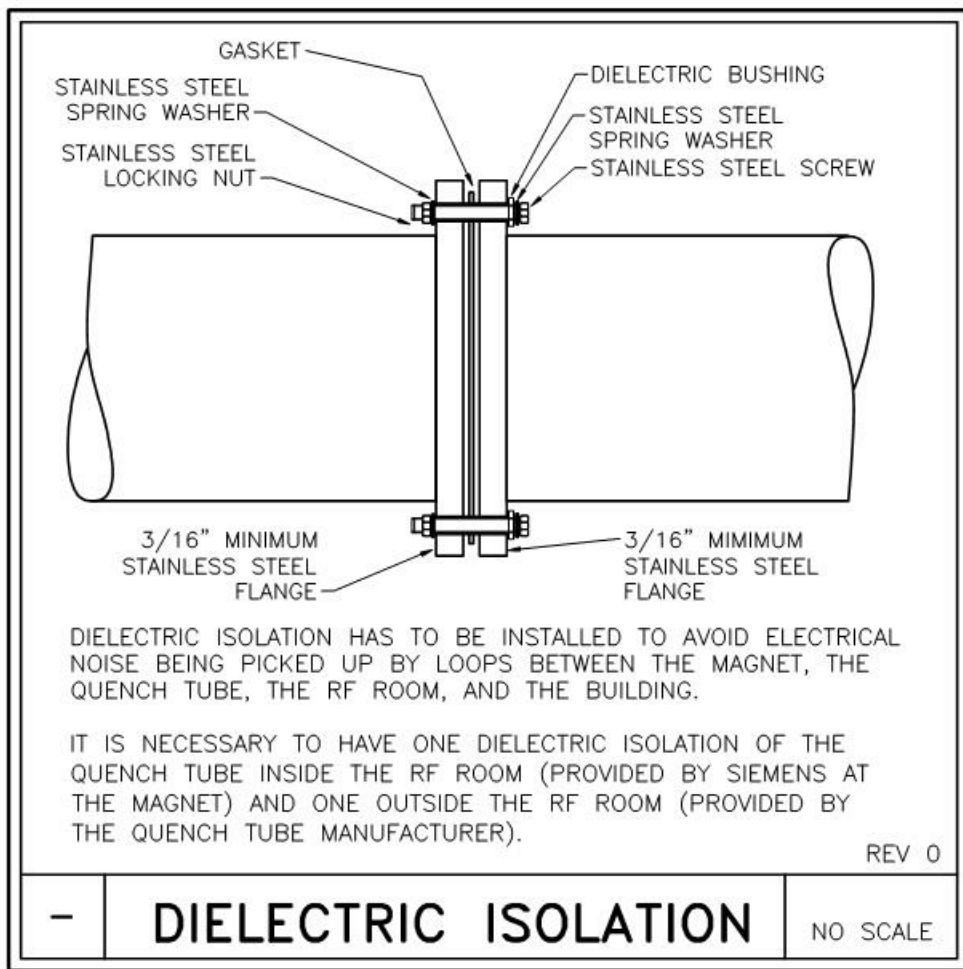 GASKET
STAINLESS STEEL
SPRING WASHER
STAINLESS STEEL
LOCKING NUT
DIELECTRIC BUSHING
STAINLESS STEEL
SPRING WASHER
STAINLESS STEEL SCREW
3/16" MINIMUM
STAINLESS STEEL
FLANGE
3/16" MIMIMUM
STAINLESS STEEL
FLANGE
DIELECTRIC ISOLATION HAS TO BE INSTALLED TO AVOID ELECTRICAL
NOISE BEING PICKED UP BY LOOPS BETWEEN THE MAGNET, THE
QUENCH TUBE, THE RF ROOM, AND THE BUILDING.
IT IS NECESSARY TO HAVE ONE DIELECTRIC ISOLATION OF THE
QUENCH TUBE INSIDE THE RF ROOM (PROVIDED BY SIEMENS AT
THE MAGNET) AND ONE OUTSIDE THE RF ROOM (PROVIDED BY
THE QUENCH TUBE MANUFACTURER).
REV 0
–
DIELECTRIC ISOLATION
NO SCALE